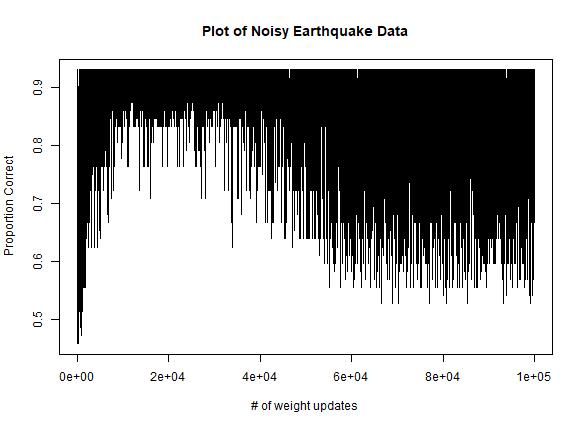 Plot of Noisy Earthquake Data
Proportion Correct
0.9
0.8
0.7
0.6
0.5
0e+00 2e+04 4e+04 6e+04 8e+04 1e+05
# of weight updates